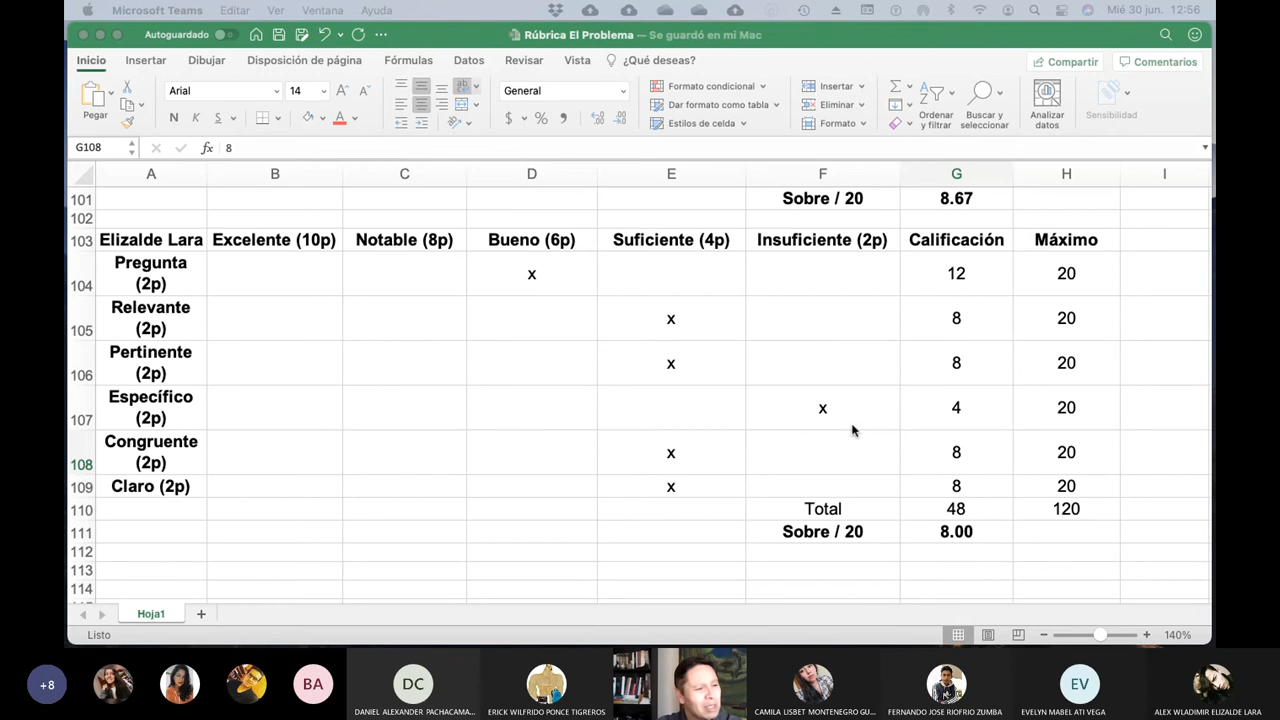 Microsoft Teams Editar Ver Ventana Ayuda Mié 30 jun. 12:56
Autoguardado Rúbrica El Problema — Se guardó en mi Mac
Inicio Insertar Dibujar Disposición de página Fórmulas Datos Revisar Vista ¿Qué deseas? Compartir Comentarios
Pegar Arial 14 General Formato condicional Insertar
N K S $ % Dar formato como tabla Eliminar Ordenar y filtrar Buscar y seleccionar Analizar datos Sensibilidad
Estilos de celda Formato
G108 fx 8
A B C D E F G H I
101 Sobre / 20 8.67
102
103 Elizalde Lara Excelente (10p) Notable (8p) Bueno (6p) Suficiente (4p) Insuficiente (2p) Calificación Máximo
104 Pregunta (2p) x 12 20
105 Relevante (2p) x 8 20
106 Pertinente (2p) x 8 20
107 Específico (2p) x 4 20
108 Congruente (2p) x 8 20
109 Claro (2p) x 8 20
110 Total 48 120
111 Sobre / 20 8.00
112
113
114
Hoja1 +
Listo 140%
+8 BA DC EV
DANIEL ALEXANDER PACHACAMA... ERICK WILFRIDO PONCE TIGREROS CAMILA LISBET MONTENEGRO GU... FERNANDO JOSE RIOFRIO ZUMBA EVELYN MABEL ATI VEGA ALEX WLADIMIR ELIZALDE LARA